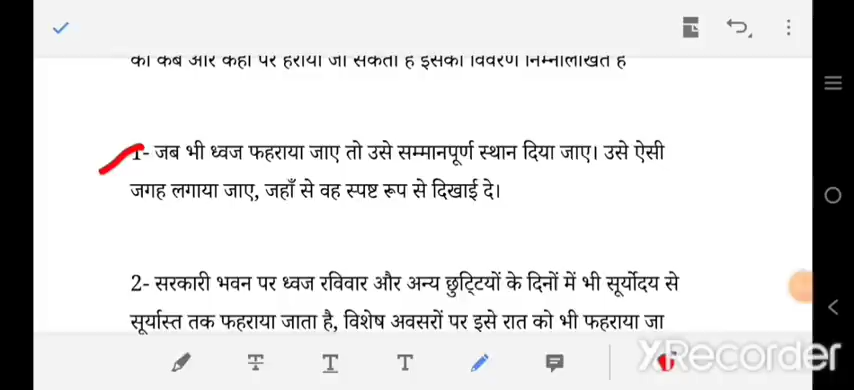 को कब और कहाँ पर हराया जा सकता है इसका विवरण निम्नलिखित है
1- जब भी ध्वज फहराया जाए तो उसे सम्मानपूर्ण स्थान दिया जाए। उसे ऐसी
जगह लगाया जाए, जहाँ से वह स्पष्ट रूप से दिखाई दे।
2- सरकारी भवन पर ध्वज रविवार और अन्य छुट्टियों के दिनों में भी सूर्योदय से
सूर्यास्त तक फहराया जाता है, विशेष अवसरों पर इसे रात को भी फहराया जा
T T T
XRecorder